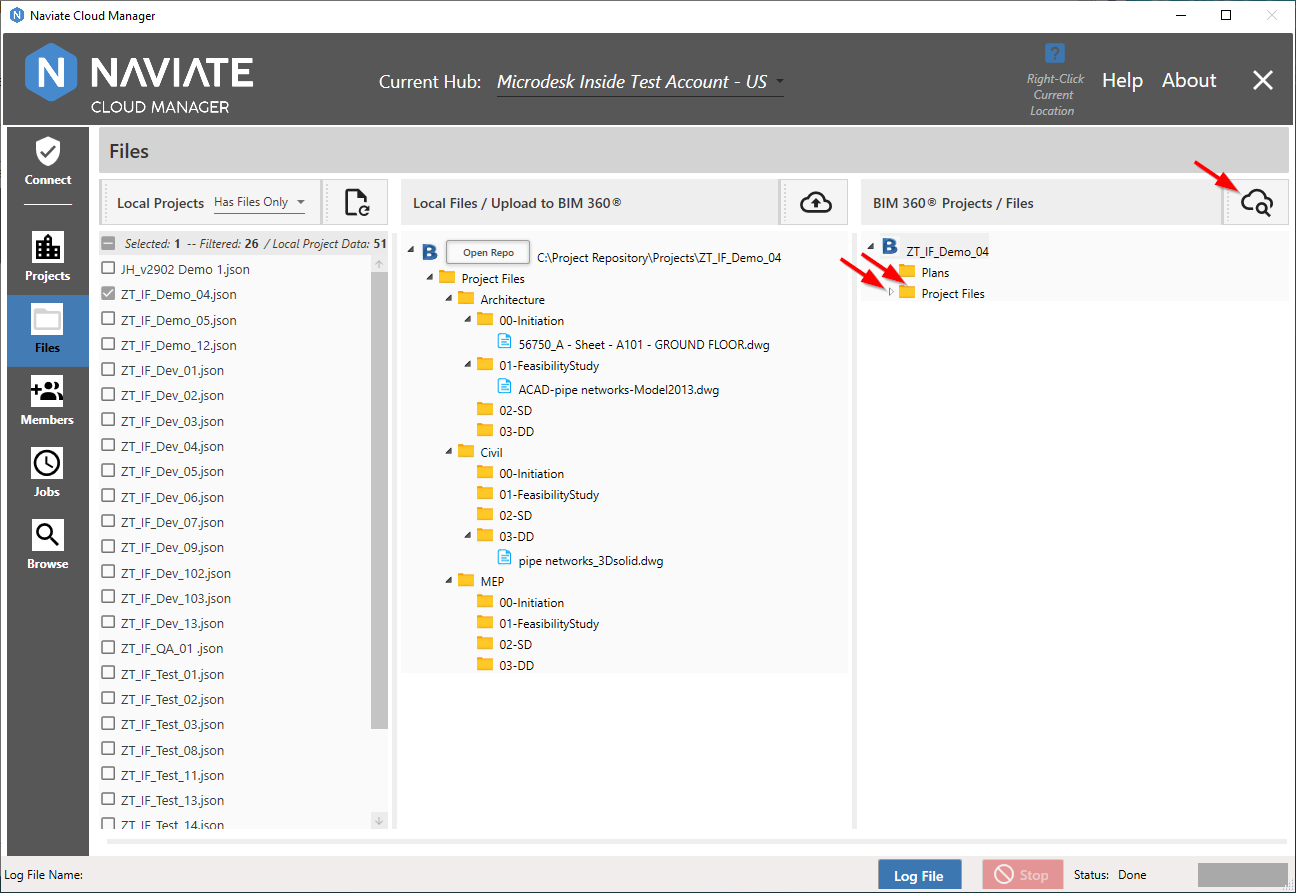 Naviate Cloud Manager
N NAVIATE
CLOUD MANAGER
Current Hub: Microdesk Inside Test Account - US
?
Right-Click
Current
Location
Help About
Connect
Projects
Files
Members
Jobs
Browse
Files
Local Projects Has Files Only
Local Files / Upload to BIM 360®
BIM 360® Projects / Files
Selected: 1 -- Filtered: 26 / Local Project Data: 51
JH_v2902 Demo 1.json
ZT_IF_Demo_04.json
ZT_IF_Demo_05.json
ZT_IF_Demo_12.json
ZT_IF_Dev_01.json
ZT_IF_Dev_02.json
ZT_IF_Dev_03.json
ZT_IF_Dev_04.json
ZT_IF_Dev_05.json
ZT_IF_Dev_06.json
ZT_IF_Dev_07.json
ZT_IF_Dev_09.json
ZT_IF_Dev_102.json
ZT_IF_Dev_103.json
ZT_IF_Dev_13.json
ZT_IF_QA_01 .json
ZT_IF_Test_01.json
ZT_IF_Test_02.json
ZT_IF_Test_03.json
ZT_IF_Test_08.json
ZT_IF_Test_11.json
ZT_IF_Test_13.json
ZT_IF_Test_14.json
B Open Repo C:\Project Repository\Projects\ZT_IF_Demo_04
Project Files
Architecture
00-Initiation
56750_A - Sheet - A101 - GROUND FLOOR.dwg
01-FeasibilityStudy
ACAD-pipe networks-Model2013.dwg
02-SD
03-DD
Civil
00-Initiation
01-FeasibilityStudy
02-SD
03-DD
pipe networks_3Dsolid.dwg
MEP
00-Initiation
01-FeasibilityStudy
02-SD
03-DD
B ZT_IF_Demo_04
Plans
Project Files
Log File Name:
Log File
Stop
Status: Done